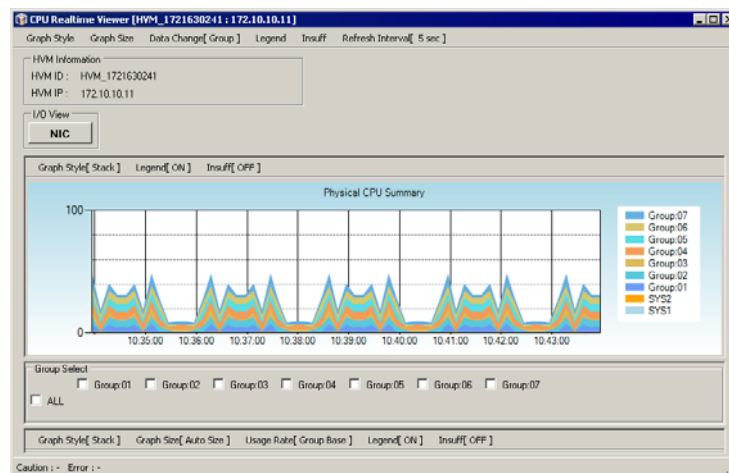 CPU Realtime Viewer [HVM_1721630241 : 172.10.10.11]
Graph Style Graph Size Data Change[ Group ] Legend Insuff Refresh Interval[ 5 sec ]
HVM Information
HVM ID : HVM_1721630241
HVM IP : 172.10.10.11
I/O View
NIC
Graph Style[ Stack ] Legend[ ON ] Insuff[ OFF ]
Physical CPU Summary
100
0
10:35:00 10:36:00 10:37:00 10:38:00 10:39:00 10:40:00 10:41:00 10:42:00 10:43:00
Group:07
Group:06
Group:05
Group:04
Group:03
Group:02
Group:01
SYS2
SYS1
Group Select
Group:01 Group:02 Group:03 Group:04 Group:05 Group:06 Group:07
ALL
Graph Style[ Stack ] Graph Size[ Auto Size ] Usage Rate[ Group Base ] Legend[ ON ] Insuff[ OFF ]
Caution : - Error : -